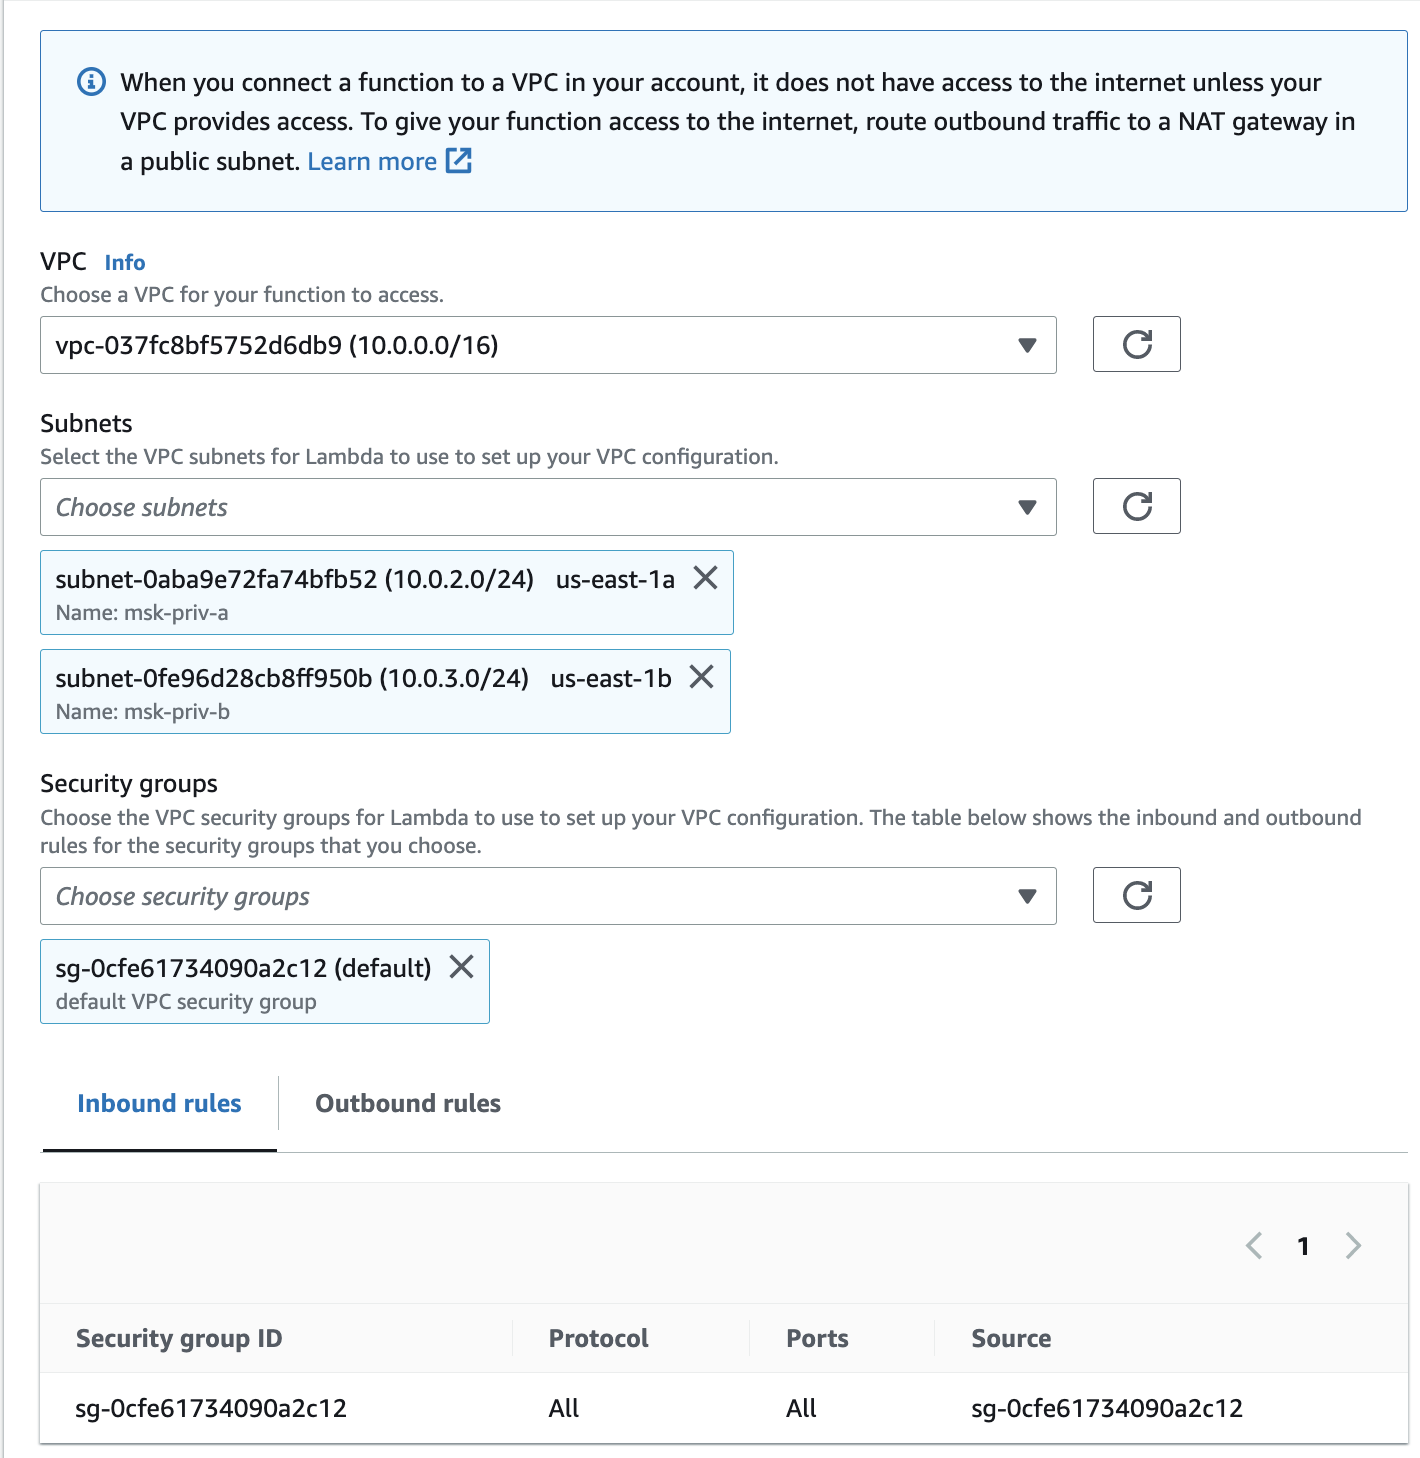 When you connect a function to a VPC in your account, it does not have access to the internet unless your
VPC provides access. To give your function access to the internet, route outbound traffic to a NAT gateway in
a public subnet. Learn more
VPC Info
Choose a VPC for your function to access.
vpc-037fc8bf5752d6db9 (10.0.0.0/16)
Subnets
Select the VPC subnets for Lambda to use to set up your VPC configuration.
Choose subnets
subnet-0aba9e72fa74bfb52 (10.0.2.0/24) us-east-1a
Name: msk-priv-a
subnet-0fe96d28cb8ff950b (10.0.3.0/24) us-east-1b
Name: msk-priv-b
Security groups
Choose the VPC security groups for Lambda to use to set up your VPC configuration. The table below shows the inbound and outbound
rules for the security groups that you choose.
Choose security groups
sg-0cfe61734090a2c12 (default)
default VPC security group
Inbound rules Outbound rules
1
Security group ID Protocol Ports Source
sg-0cfe61734090a2c12 All All sg-0cfe61734090a2c12